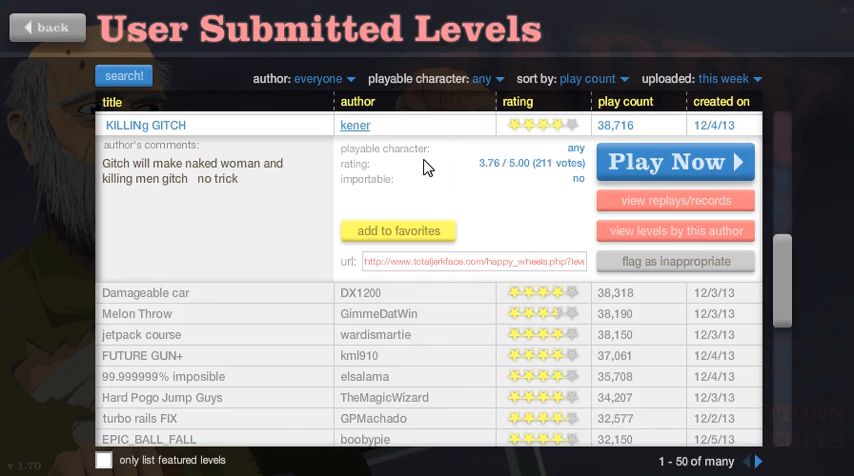 back
User Submitted Levels
search!
author: everyone playable character: any sort by: play count uploaded: this week
title author rating play count created on
KILLINg GITCH kener 38,716 12/4/13
author's comments:
Gitch will make naked woman and
killing men gitch no trick
playable character: any
rating: 3.76 / 5.00 (211 votes)
importable: no
add to favorites
url: http://www.totaljerkface.com/happy_wheels.php?leve
Play Now
view replays/records
view levels by this author
flag as inappropriate
Damageable car DX1200 38,318 12/3/13
Melon Throw GimmeDatWin 38,190 12/3/13
jetpack course wardismartie 38,150 12/3/13
FUTURE GUN+ kml910 37,061 12/4/13
99.999999% imposible elsalama 35,708 12/4/13
Hard Pogo Jump Guys TheMagicWizard 34,207 12/3/13
turbo rails FIX GPMachado 32,577 12/2/13
EPIC_BALL_FALL boobypie 32,150 12/5/13
only list featured levels
1 - 50 of many
v 1.70